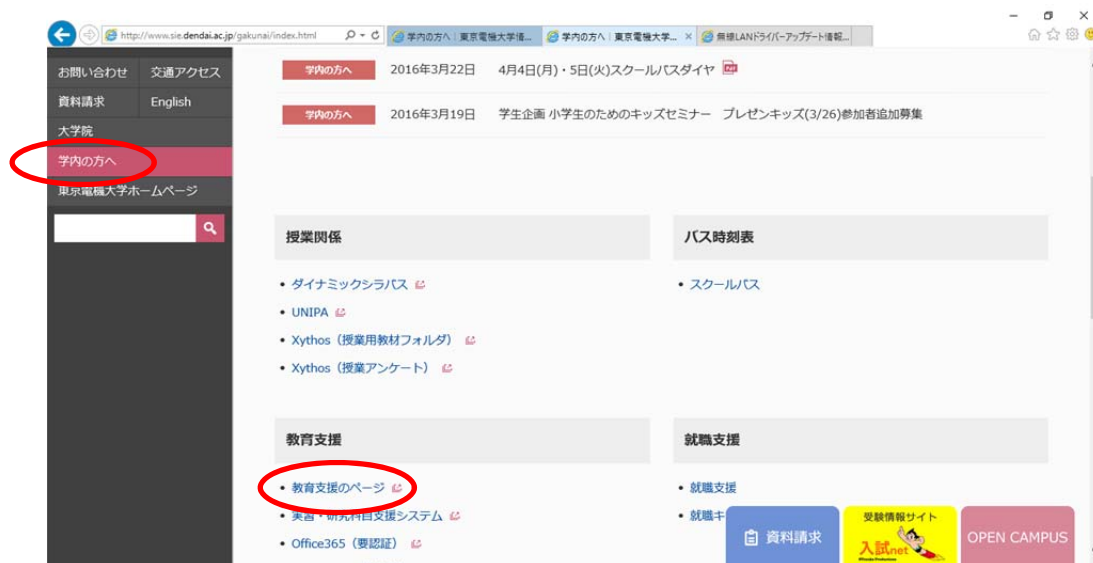 http://www.sie.dendai.ac.jp/gakunai/index.html
学内の方へ | 東京電機大学情...
学内の方へ | 東京電機大学...
無線LANドライバーアップデート情報...
お問い合わせ 交通アクセス
資料請求 English
大学院
学内の方へ
東京電機大学ホームページ
学内の方へ 2016年3月22日 4月4日(月)・5日(火)スクールバスダイヤ
学内の方へ 2016年3月19日 学生企画 小学生のためのキッズセミナー プレゼンキッズ(3/26)参加者追加募集
授業関係
• ダイナミックシラバス
• UNIPA
• Xythos（授業用教材フォルダ）
• Xythos（授業アンケート）
バス時刻表
• スクールバス
教育支援
• 教育支援のページ
• 実習・研究科目支援システム
• Office365（要認証）
就職支援
• 就職支援
• 就職キ
資料請求
受験情報サイト
入試net
OPEN CAMPUS